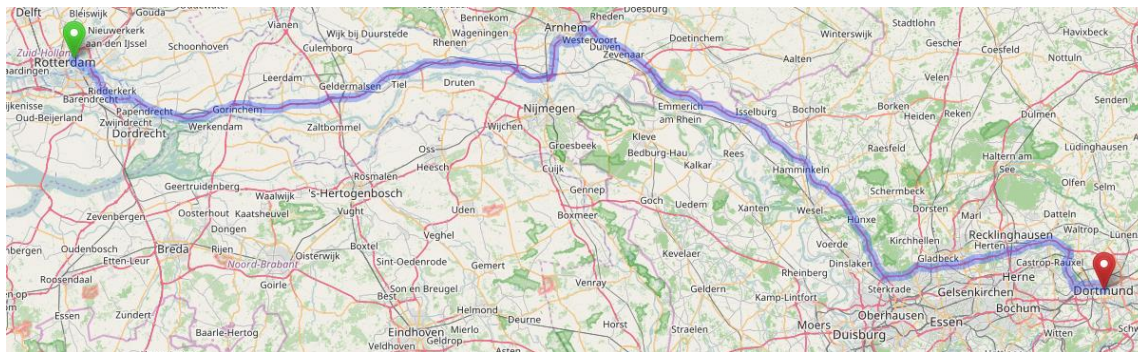 Delft
Bleiswijk
Gouda
Vianen
Bennekom
Doesburg
Rheden
Arnhem
Stadtlohn
Havixbeck
Nieuwerkerk
aan den IJssel
Wijk bij Duurstede
Wageningen
Doetinchem
Winterswijk
Gescher
Coesfeld
Zuid-Holland
Schoonhoven
Culemborg
Rhenen
Westervoort
Duiven
Zevenaar
Nottuln
Rotterdam
Leerdam
Aalten
Velen
Ridderkerk
Geldermalsen
Tiel
Druten
Emmerich
am Rhein
Isselburg
Bocholt
Borken
Senden
Barendrecht
Papendrecht
Gorinchem
Nijmegen
Heiden
Reken
Dülmen
Oud-Beijerland
Zwijndrecht
Dordrecht
Werkendam
Zaltbommel
Wijchen
Kleve
Rees
Raesfeld
Lüdinghausen
Oss
Groesbeek
Bedburg-Hau
Kalkar
Hamminkeln
Haltern am
See
Heesch
Cuijk
Rosmalen
Gennep
Schermbeck
Olfen
Selm
Geertruidenberg
Waalwijk
's-Hertogenbosch
Goch
Uedem
Xanten
Wesel
Dorsten
Zevenbergen
Oosterhout
Kaatsheuvel
Vught
Uden
Boxmeer
Hünxe
Marl
Datteln
Dongen
Veghel
Voerde
Kirchhellen
Recklinghausen
Waltrop
Oudenbosch
Breda
Rijen
Boxtel
Kevelaer
Dinslaken
Gladbeck
Herten
Etten-Leur
Noord-Brabant
Oisterwijk
Sint-Oedenrode
Gemert
Rheinberg
Castrop-Rauxel
Roosendaal
Goirle
Son en Breugel
Venray
Geldern
Sterkrade
Gelsenkirchen
Herne
Dortmund
Essen
Zundert
Best
Helmond
Kamp-Lintfort
Oberhausen
Bochum
Baarle-Hertog
Eindhoven
Mierlo
Deurne
Horst
Straelen
Moers
Essen
Witten
Veldhoven
Geldrop
Asten
Duisburg